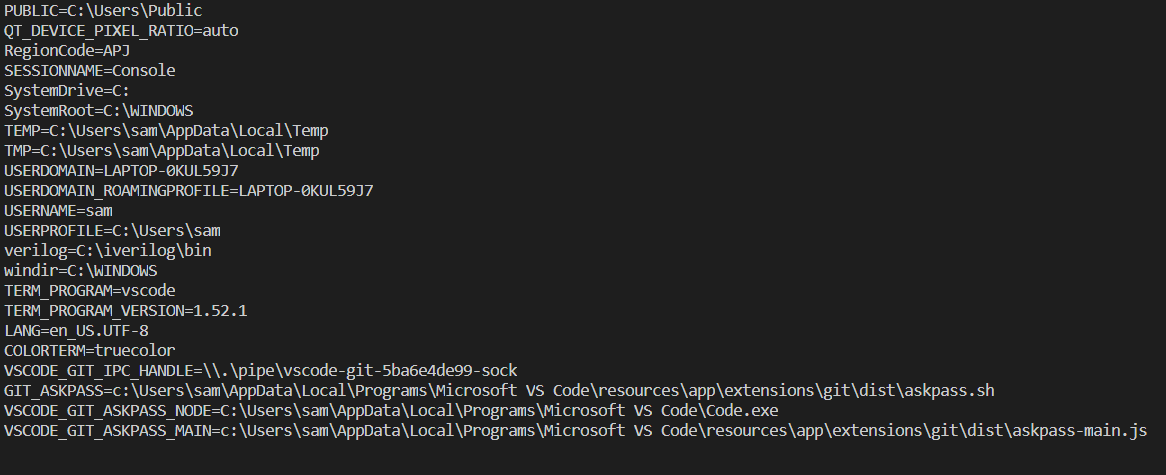 PUBLIC=C:\Users\Public
QT_DEVICE_PIXEL_RATIO=auto
RegionCode=APJ
SESSIONNAME=Console
SystemDrive=C:
SystemRoot=C:\WINDOWS
TEMP=C:\Users\sam\AppData\Local\Temp
TMP=C:\Users\sam\AppData\Local\Temp
USERDOMAIN=LAPTOP-0KUL59J7
USERDOMAIN_ROAMINGPROFILE=LAPTOP-0KUL59J7
USERNAME=sam
USERPROFILE=C:\Users\sam
verilog=C:\iverilog\bin
windir=C:\WINDOWS
TERM_PROGRAM=vscode
TERM_PROGRAM_VERSION=1.52.1
LANG=en_US.UTF-8
COLORTERM=truecolor
VSCODE_GIT_IPC_HANDLE=\\.\pipe\vscode-git-5ba6e4de99-sock
GIT_ASKPASS=c:\Users\sam\AppData\Local\Programs\Microsoft VS Code\resources\app\extensions\git\dist\askpass.sh
VSCODE_GIT_ASKPASS_NODE=C:\Users\sam\AppData\Local\Programs\Microsoft VS Code\Code.exe
VSCODE_GIT_ASKPASS_MAIN=c:\Users\sam\AppData\Local\Programs\Microsoft VS Code\resources\app\extensions\git\dist\askpass-main.js